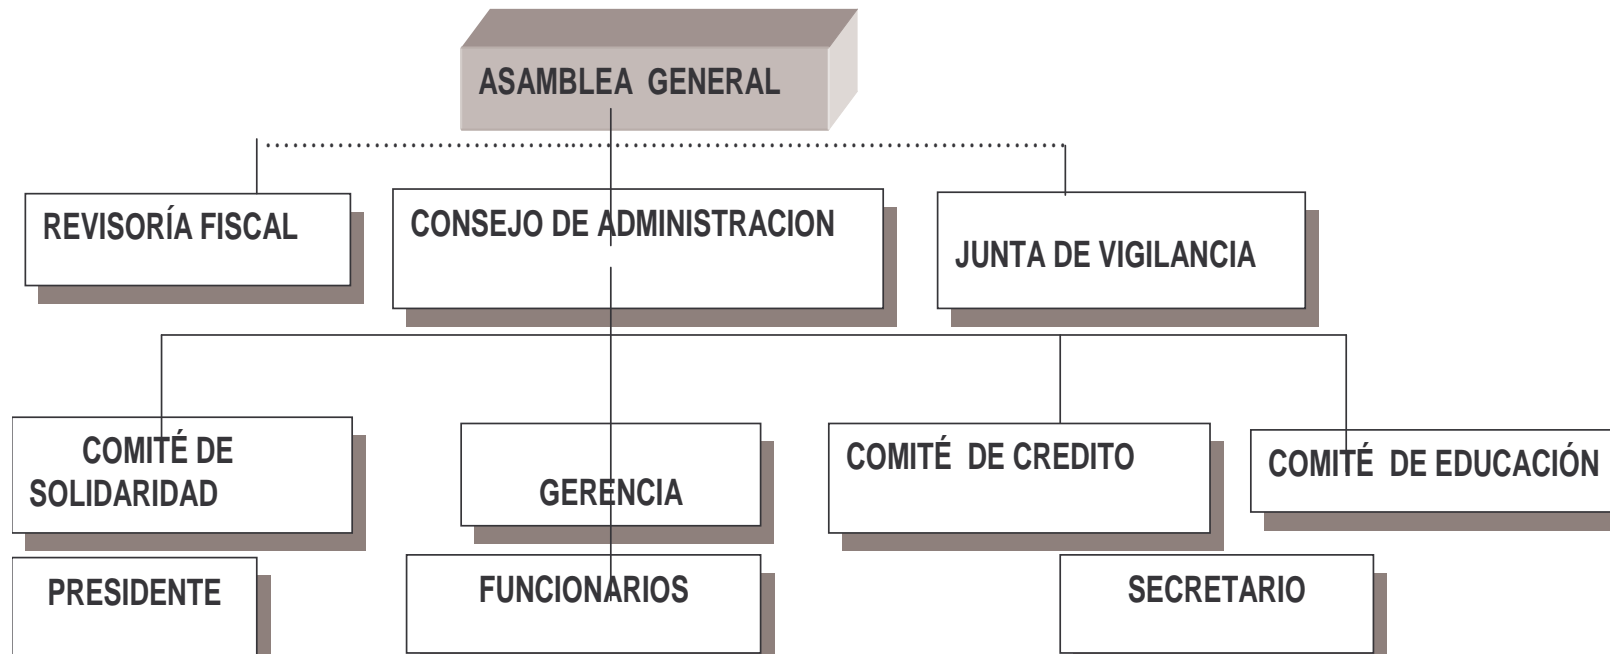 ASAMBLEA GENERAL
REVISORÍA FISCAL
CONSEJO DE ADMINISTRACION
JUNTA DE VIGILANCIA
COMITÉ DE
SOLIDARIDAD
GERENCIA
COMITÉ DE CREDITO
COMITÉ DE EDUCACIÓN
PRESIDENTE
FUNCIONARIOS
SECRETARIO